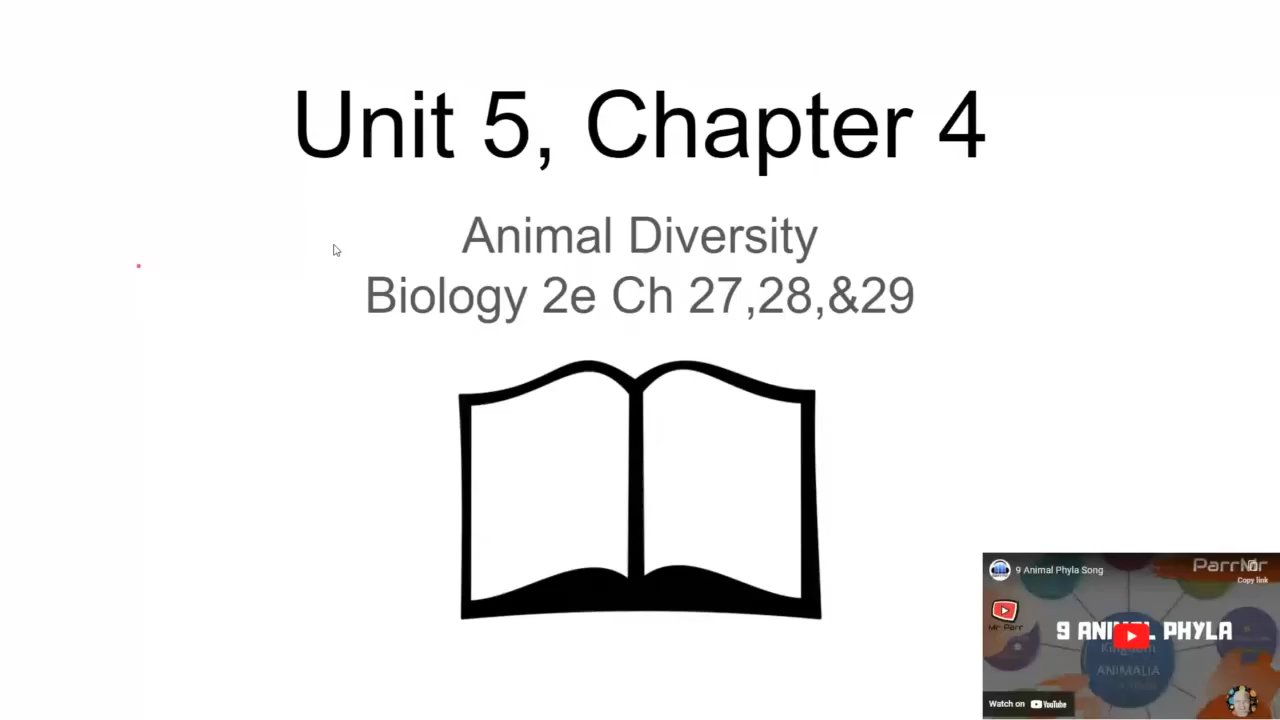 Unit 5, Chapter 4
Animal Diversity
Biology 2e Ch 27,28,&29
9 Animal Phyla Song
Copy link
Mr Parr
9 ANIMAL PHYLA
Kingdom
ANIMALIA
Watch on YouTube